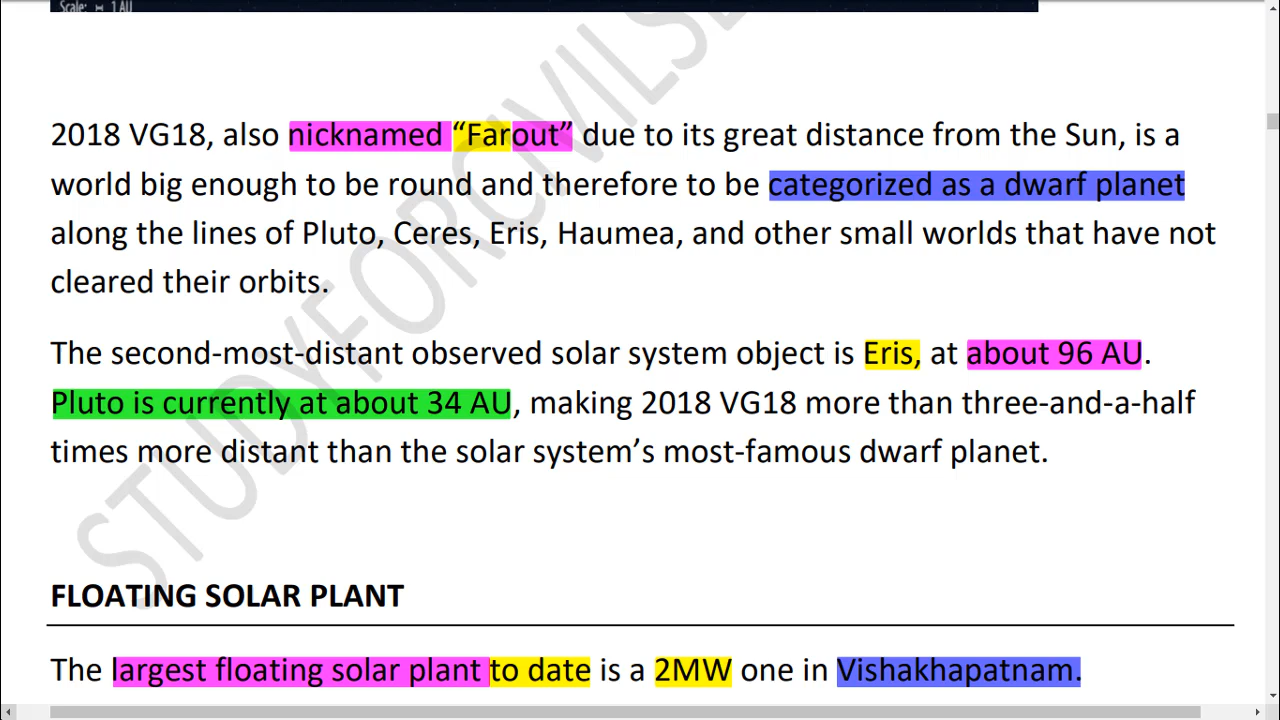 Scale: 1 AU
2018 VG18, also nicknamed “Farout” due to its great distance from the Sun, is a
world big enough to be round and therefore to be categorized as a dwarf planet
along the lines of Pluto, Ceres, Eris, Haumea, and other small worlds that have not
cleared their orbits.
The second-most-distant observed solar system object is Eris, at about 96 AU.
Pluto is currently at about 34 AU, making 2018 VG18 more than three-and-a-half
times more distant than the solar system’s most-famous dwarf planet.
STUDYFORCIVILS
FLOATING SOLAR PLANT
The largest floating solar plant to date is a 2MW one in Vishakhapatnam.